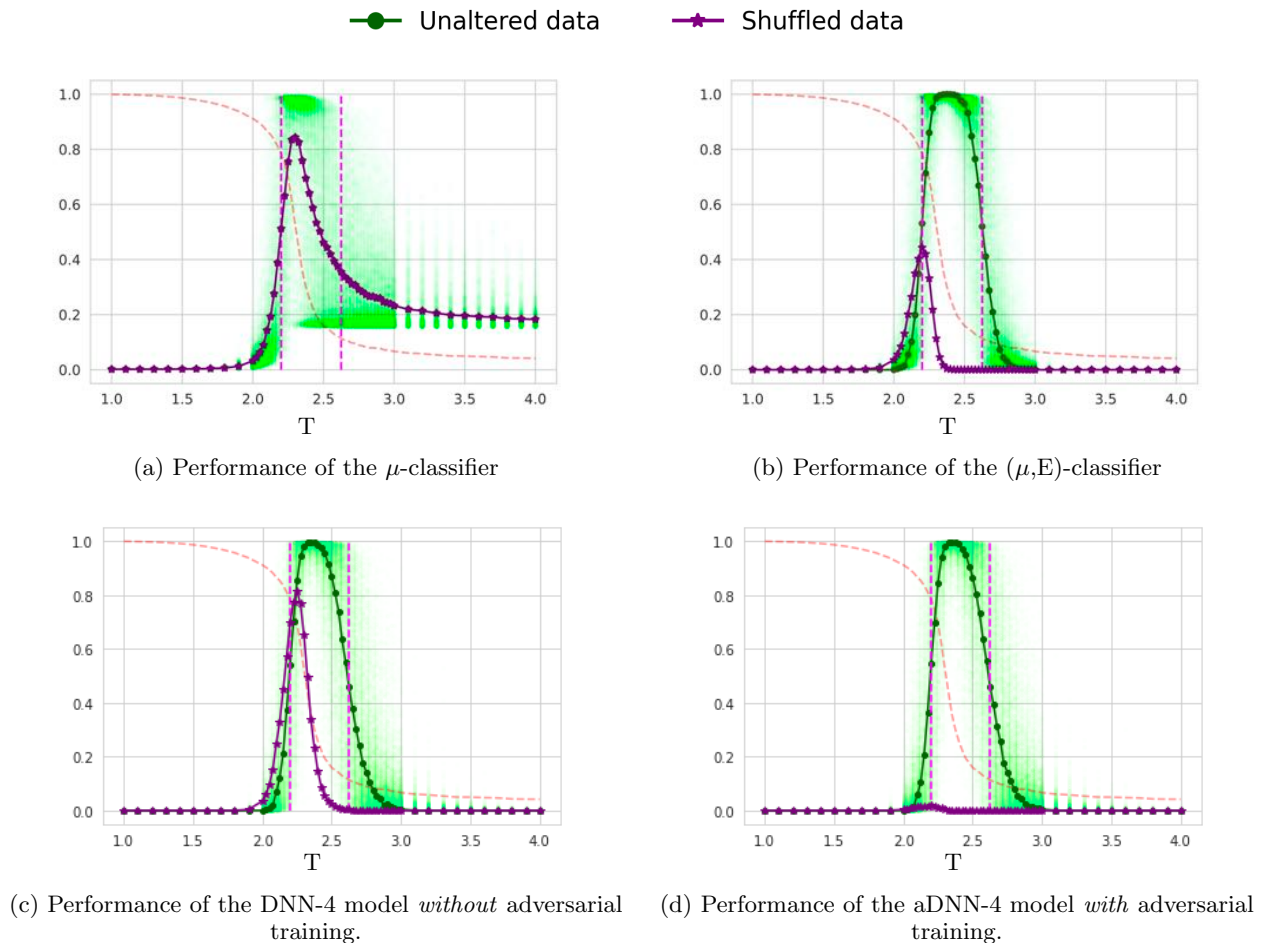 Unaltered data Shuffled data
1.0 1.0
0.8 0.8
0.6 0.6
0.4 0.4
0.2 0.2
0.0 0.0
1.0 1.5 2.0 2.5 3.0 3.5 4.0 1.0 1.5 2.0 2.5 3.0 3.5 4.0
T T
(a) Performance of the μ-classifier (b) Performance of the (μ,E)-classifier
1.0 1.0
0.8 0.8
0.6 0.6
0.4 0.4
0.2 0.2
0.0 0.0
1.0 1.5 2.0 2.5 3.0 3.5 4.0 1.0 1.5 2.0 2.5 3.0 3.5 4.0
T T
(c) Performance of the DNN-4 model without adversarial
training.
(d) Performance of the aDNN-4 model with adversarial
training.